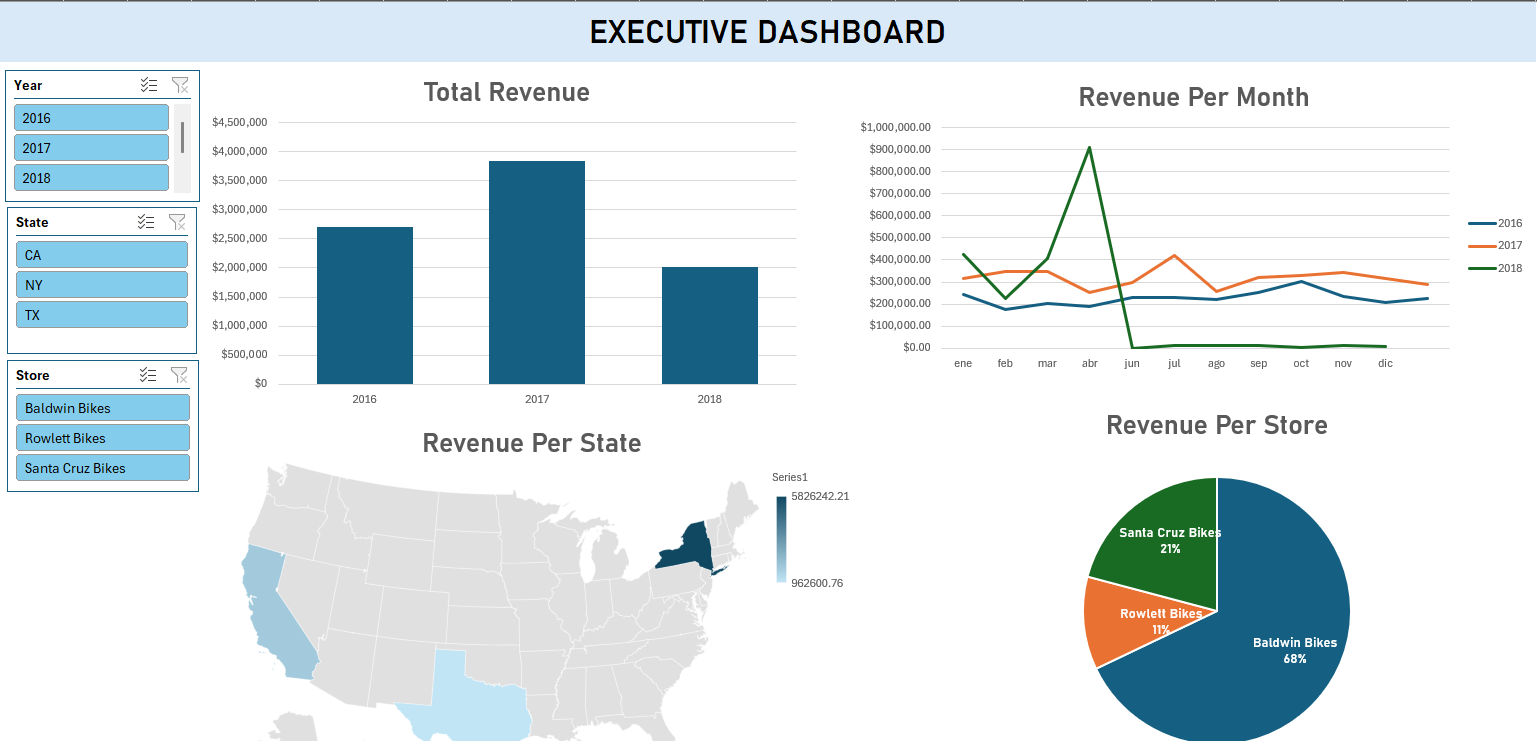 EXECUTIVE DASHBOARD
Year
2016
2017
2018
State
CA
NY
TX
Store
Baldwin Bikes
Rowlett Bikes
Santa Cruz Bikes
Total Revenue
$4,500,000
$4,000,000
$3,500,000
$3,000,000
$2,500,000
$2,000,000
$1,500,000
$1,000,000
$500,000
$0
2016 2017 2018
Revenue Per Month
$1,000,000.00
$900,000.00
$800,000.00
$700,000.00
$600,000.00
$500,000.00
$400,000.00
$300,000.00
$200,000.00
$100,000.00
$0.00
ene feb mar abr jun jul ago sep oct nov dic
2016
2017
2018
Revenue Per State
Series1
5826242.21
962600.76
Revenue Per Store
Santa Cruz Bikes
21%
Rowlett Bikes
11%
Baldwin Bikes
68%